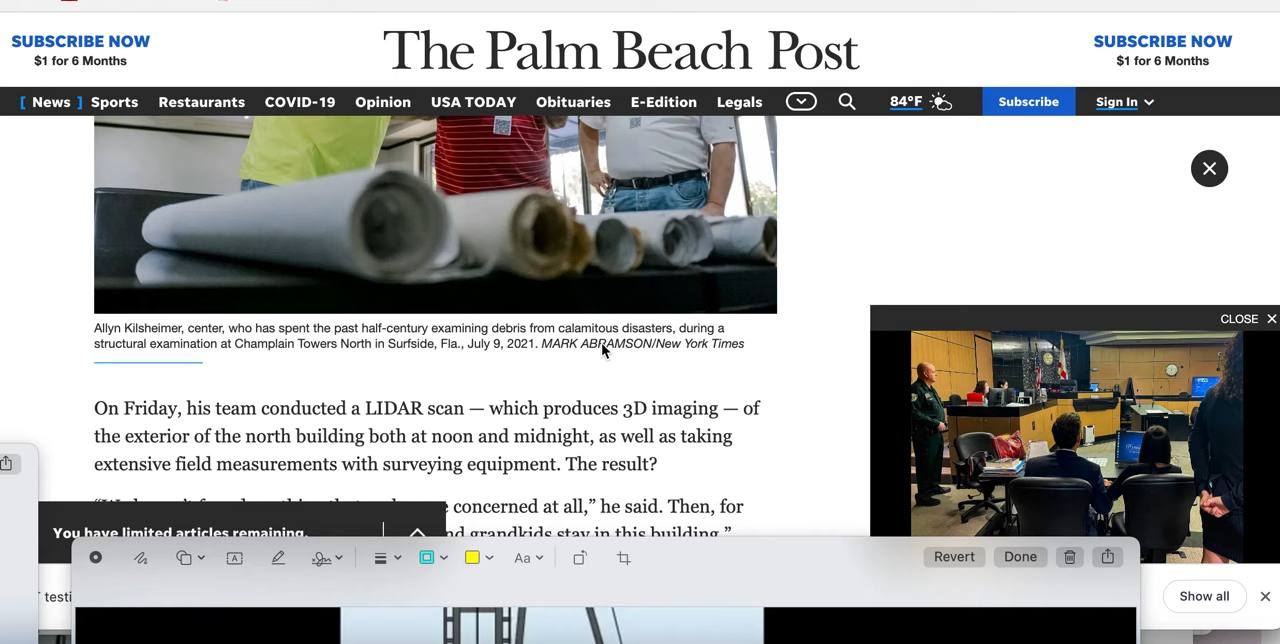 SUBSCRIBE NOW
$1 for 6 Months
The Palm Beach Post
SUBSCRIBE NOW
$1 for 6 Months
[ News ] Sports Restaurants COVID-19 Opinion USA TODAY Obituaries E-Edition Legals 84°F Subscribe Sign In
Allyn Kilsheimer, center, who has spent the past half-century examining debris from calamitous disasters, during a
structural examination at Champlain Towers North in Surfside, Fla., July 9, 2021. MARK ABRAMSON/New York Times
CLOSE
On Friday, his team conducted a LIDAR scan — which produces 3D imaging — of
the exterior of the north building both at noon and midnight, as well as taking
extensive field measurements with surveying equipment. The result?
concerned at all,” he said. Then, for
grandkids stay in this building.”
You have limited articles remaining.
A
Aa
Revert
Done
Show all